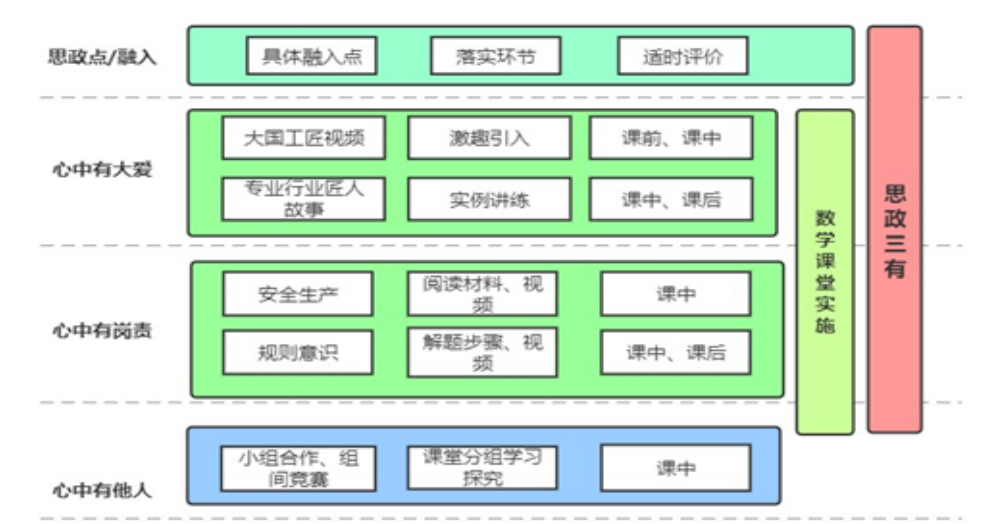 思政点/融入
具体融入点
落实环节
适时评价
心中有大爱
大国工匠视频
激趣引入
课前、课中
专业行业匠人
故事
实例讲练
课中、课后
心中有岗责
安全生产
阅读材料、视
频
课中
规则意识
解题步骤、视
频
课中、课后
心中有他人
小组合作、组
间竞赛
课堂分组学习
探究
课中
数学课堂实施
思政三有